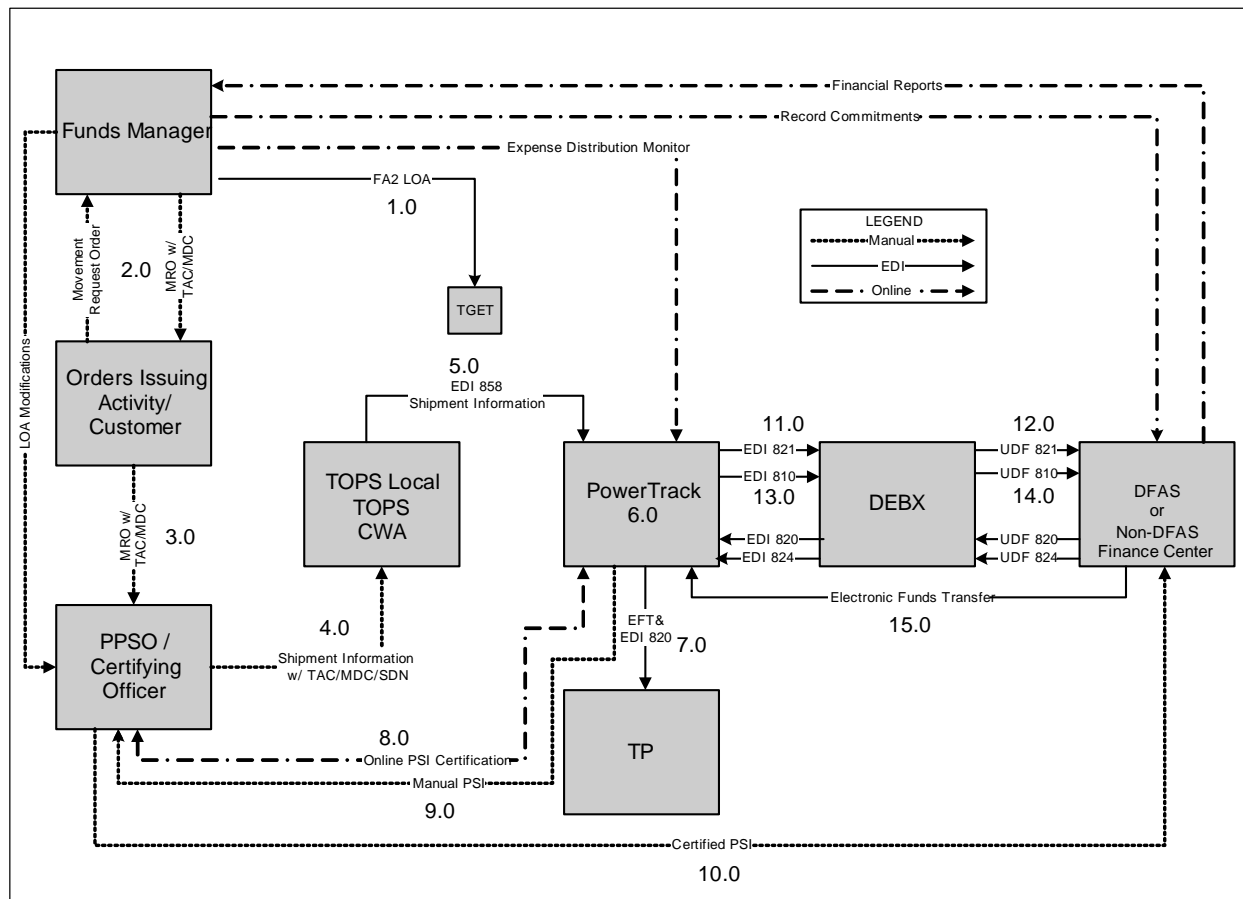 Financial Reports
Record Commitments
Funds Manager
Expense Distribution Monitor
FA2 LOA
1.0
LEGEND
Manual
EDI
Online
Movement
Request Order
2.0
MRO w/
TAC/MDC
LOA Modifications
TGET
Orders Issuing
Activity/
Customer
5.0
EDI 858
Shipment Information
TOPS Local
TOPS
CWA
11.0
12.0
EDI 821
EDI 810
13.0
PowerTrack
6.0
DEBX
UDF 821
UDF 810
14.0
DFAS
or
Non-DFAS
Finance Center
EDI 820
EDI 824
UDF 820
UDF 824
3.0
MRO w/
TAC/MDC
Electronic Funds Transfer
15.0
EFT&
EDI 820
7.0
PPSO /
Certifying
Officer
4.0
Shipment Information
w/ TAC/MDC/SDN
TP
8.0
Online PSI Certification
Manual PSI
9.0
Certified PSI
10.0